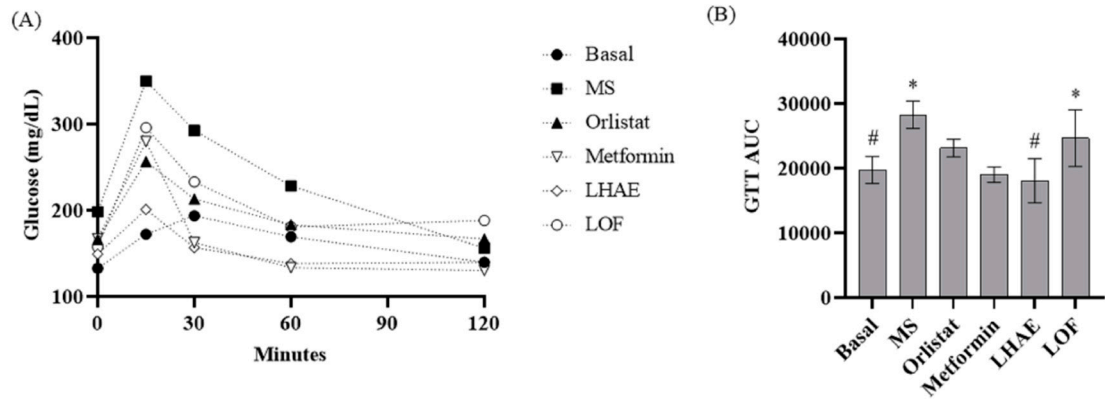 (A)
Glucose (mg/dL)
400
300
200
100
0
30
60
90
120
Minutes
Basal
MS
Orlistat
Metformin
LHAE
LOF
(B)
GTT AUC
40000
30000
20000
10000
0
#
*
#
*
Basal
MS
Orlistat
Metformin
LHAE
LOF